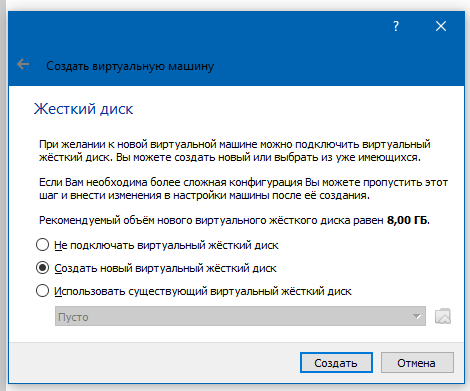 ?
Создать виртуальную машину
Жесткий диск
При желании к новой виртуальной машине можно подключить виртуальный
жёсткий диск. Вы можете создать новый или выбрать из уже имеющихся.
Если Вам необходима более сложная конфигурация Вы можете пропустить этот
шаг и внести изменения в настройки машины после её создания.
Рекомендуемый объём нового виртуального жёсткого диска равен 8,00 ГБ.
Не подключать виртуальный жёсткий диск
Создать новый виртуальный жёсткий диск
Использовать существующий виртуальный жёсткий диск
Пусто
Создать
Отмена